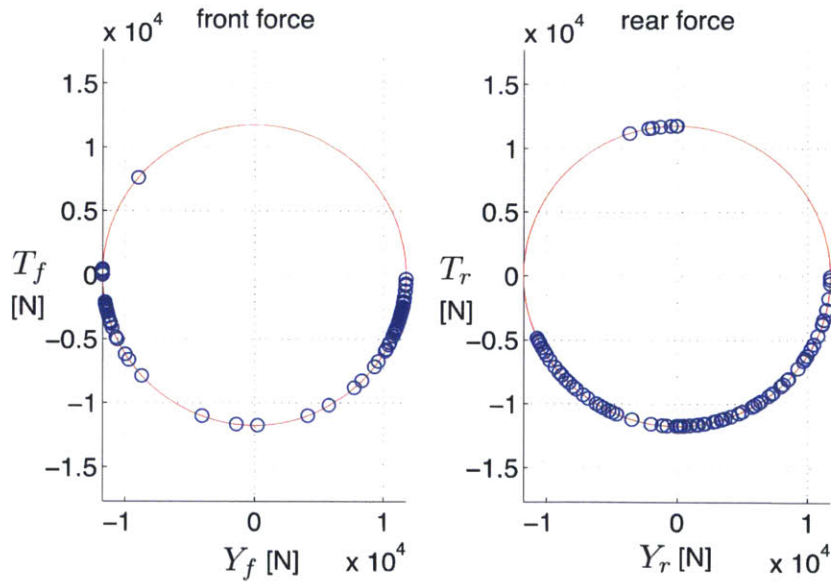 front force
x 10^4
1.5
1
0.5
0
−0.5
−1
−1.5
T_f
[N]
−1 0 1
Y_f [N] x 10^4
rear force
x 10^4
1.5
1
0.5
0
−0.5
−1
−1.5
T_r
[N]
−1 0 1
Y_r [N] x 10^4